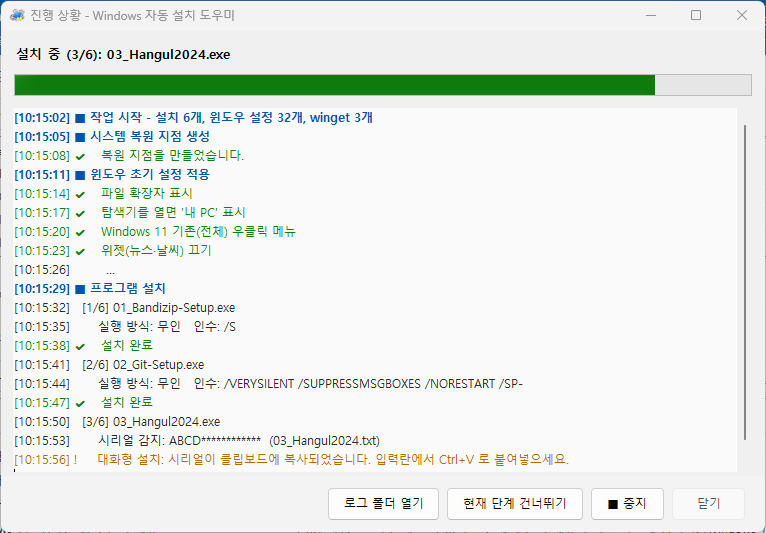 진행 상황 - Windows 자동 설치 도우미
설치 중 (3/6): 03_Hangul2024.exe
[10:15:02] ■ 작업 시작 - 설치 6개, 윈도우 설정 32개, winget 3개
[10:15:05] ■ 시스템 복원 지점 생성
[10:15:08] ✔ 복원 지점을 만들었습니다.
[10:15:11] ■ 윈도우 초기 설정 적용
[10:15:14] ✔ 파일 확장자 표시
[10:15:17] ✔ 탐색기를 열면 '내 PC' 표시
[10:15:20] ✔ Windows 11 기존(전체) 우클릭 메뉴
[10:15:23] ✔ 위젯(뉴스·날씨) 끄기
[10:15:26] ...
[10:15:29] ■ 프로그램 설치
[10:15:32] [1/6] 01_Bandizip-Setup.exe
[10:15:35] 실행 방식: 무인 인수: /S
[10:15:38] ✔ 설치 완료
[10:15:41] [2/6] 02_Git-Setup.exe
[10:15:44] 실행 방식: 무인 인수: /VERYSILENT /SUPPRESSMSGBOXES /NORESTART /SP-
[10:15:47] ✔ 설치 완료
[10:15:50] [3/6] 03_Hangul2024.exe
[10:15:53] 시리얼 감지: ABCD************ (03_Hangul2024.txt)
[10:15:56] ! 대화형 설치: 시리얼이 클립보드에 복사되었습니다. 입력란에서 Ctrl+V 로 붙여넣으세요.
로그 폴더 열기 현재 단계 건너뛰기 ■ 중지 닫기